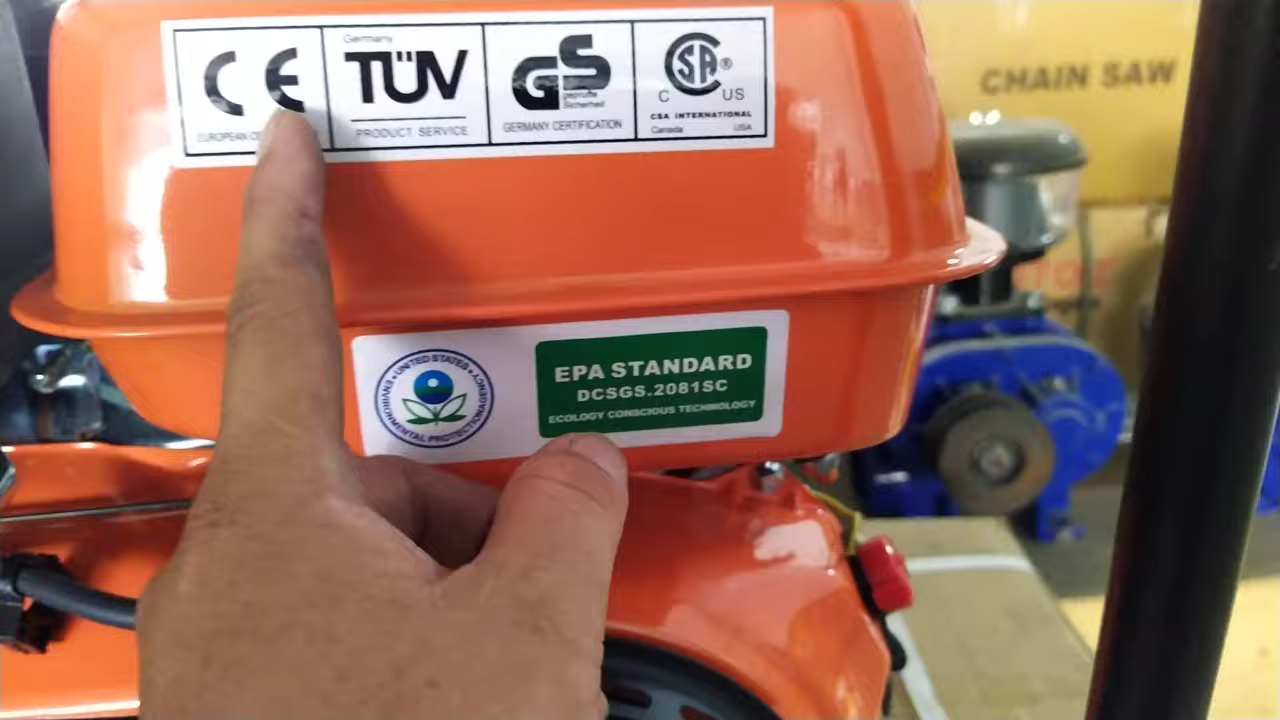 CE
EUROPEAN
Germany
TÜV
PRODUCT SERVICE
GS
geprüfte
Sicherheit
GERMANY CERTIFICATION
CSA®
C US
CSA INTERNATIONAL
Canada USA
CHAIN SAW
UNITED STATES
ENVIRONMENTAL PROTECTION AGENCY
EPA STANDARD
DCSGS.2081SC
ECOLOGY CONSCIOUS TECHNOLOGY